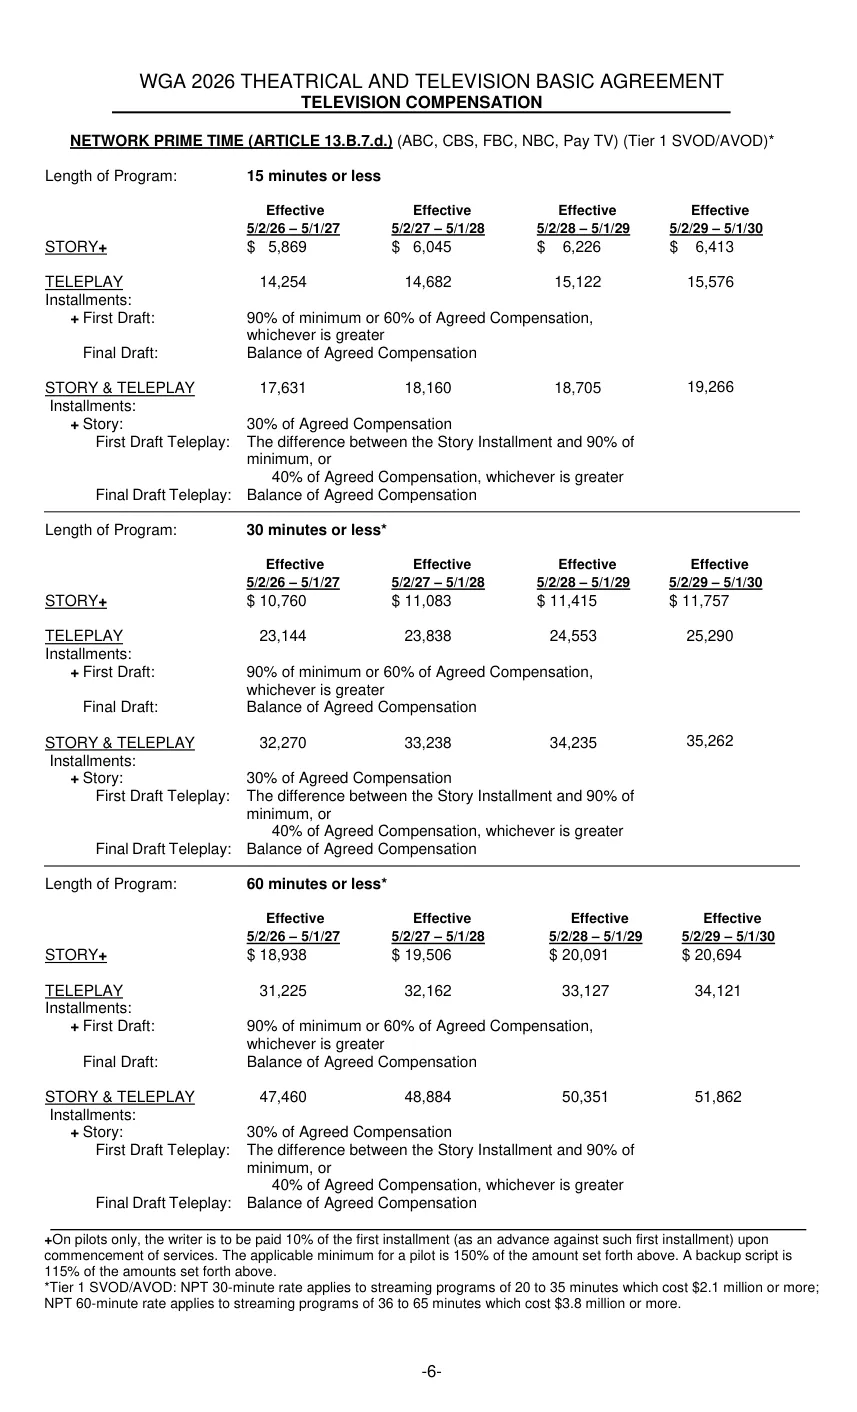 WGA 2026 THEATRICAL AND TELEVISION BASIC AGREEMENT
TELEVISION COMPENSATION
NETWORK PRIME TIME (ARTICLE 13.B.7.d.) (ABC, CBS, FBC, NBC, Pay TV) (Tier 1 SVOD/AVOD)*
Length of Program: 15 minutes or less
Effective Effective Effective Effective
5/2/26 – 5/1/27 5/2/27 – 5/1/28 5/2/28 – 5/1/29 5/2/29 – 5/1/30
STORY+ $ 5,869 $ 6,045 $ 6,226 $ 6,413
TELEPLAY 14,254 14,682 15,122 15,576
Installments:
+ First Draft: 90% of minimum or 60% of Agreed Compensation,
whichever is greater
Final Draft: Balance of Agreed Compensation
STORY & TELEPLAY 17,631 18,160 18,705 19,266
Installments:
+ Story: 30% of Agreed Compensation
First Draft Teleplay: The difference between the Story Installment and 90% of
minimum, or
40% of Agreed Compensation, whichever is greater
Final Draft Teleplay: Balance of Agreed Compensation
Length of Program: 30 minutes or less*
Effective Effective Effective Effective
5/2/26 – 5/1/27 5/2/27 – 5/1/28 5/2/28 – 5/1/29 5/2/29 – 5/1/30
STORY+ $ 10,760 $ 11,083 $ 11,415 $ 11,757
TELEPLAY 23,144 23,838 24,553 25,290
Installments:
+ First Draft: 90% of minimum or 60% of Agreed Compensation,
whichever is greater
Final Draft: Balance of Agreed Compensation
STORY & TELEPLAY 32,270 33,238 34,235 35,262
Installments:
+ Story: 30% of Agreed Compensation
First Draft Teleplay: The difference between the Story Installment and 90% of
minimum, or
40% of Agreed Compensation, whichever is greater
Final Draft Teleplay: Balance of Agreed Compensation
Length of Program: 60 minutes or less*
Effective Effective Effective Effective
5/2/26 – 5/1/27 5/2/27 – 5/1/28 5/2/28 – 5/1/29 5/2/29 – 5/1/30
STORY+ $ 18,938 $ 19,506 $ 20,091 $ 20,694
TELEPLAY 31,225 32,162 33,127 34,121
Installments:
+ First Draft: 90% of minimum or 60% of Agreed Compensation,
whichever is greater
Final Draft: Balance of Agreed Compensation
STORY & TELEPLAY 47,460 48,884 50,351 51,862
Installments:
+ Story: 30% of Agreed Compensation
First Draft Teleplay: The difference between the Story Installment and 90% of
minimum, or
40% of Agreed Compensation, whichever is greater
Final Draft Teleplay: Balance of Agreed Compensation
+On pilots only, the writer is to be paid 10% of the first installment (as an advance against such first installment) upon
commencement of services. The applicable minimum for a pilot is 150% of the amount set forth above. A backup script is
115% of the amounts set forth above.
*Tier 1 SVOD/AVOD: NPT 30-minute rate applies to streaming programs of 20 to 35 minutes which cost $2.1 million or more;
NPT 60-minute rate applies to streaming programs of 36 to 65 minutes which cost $3.8 million or more.
-6-